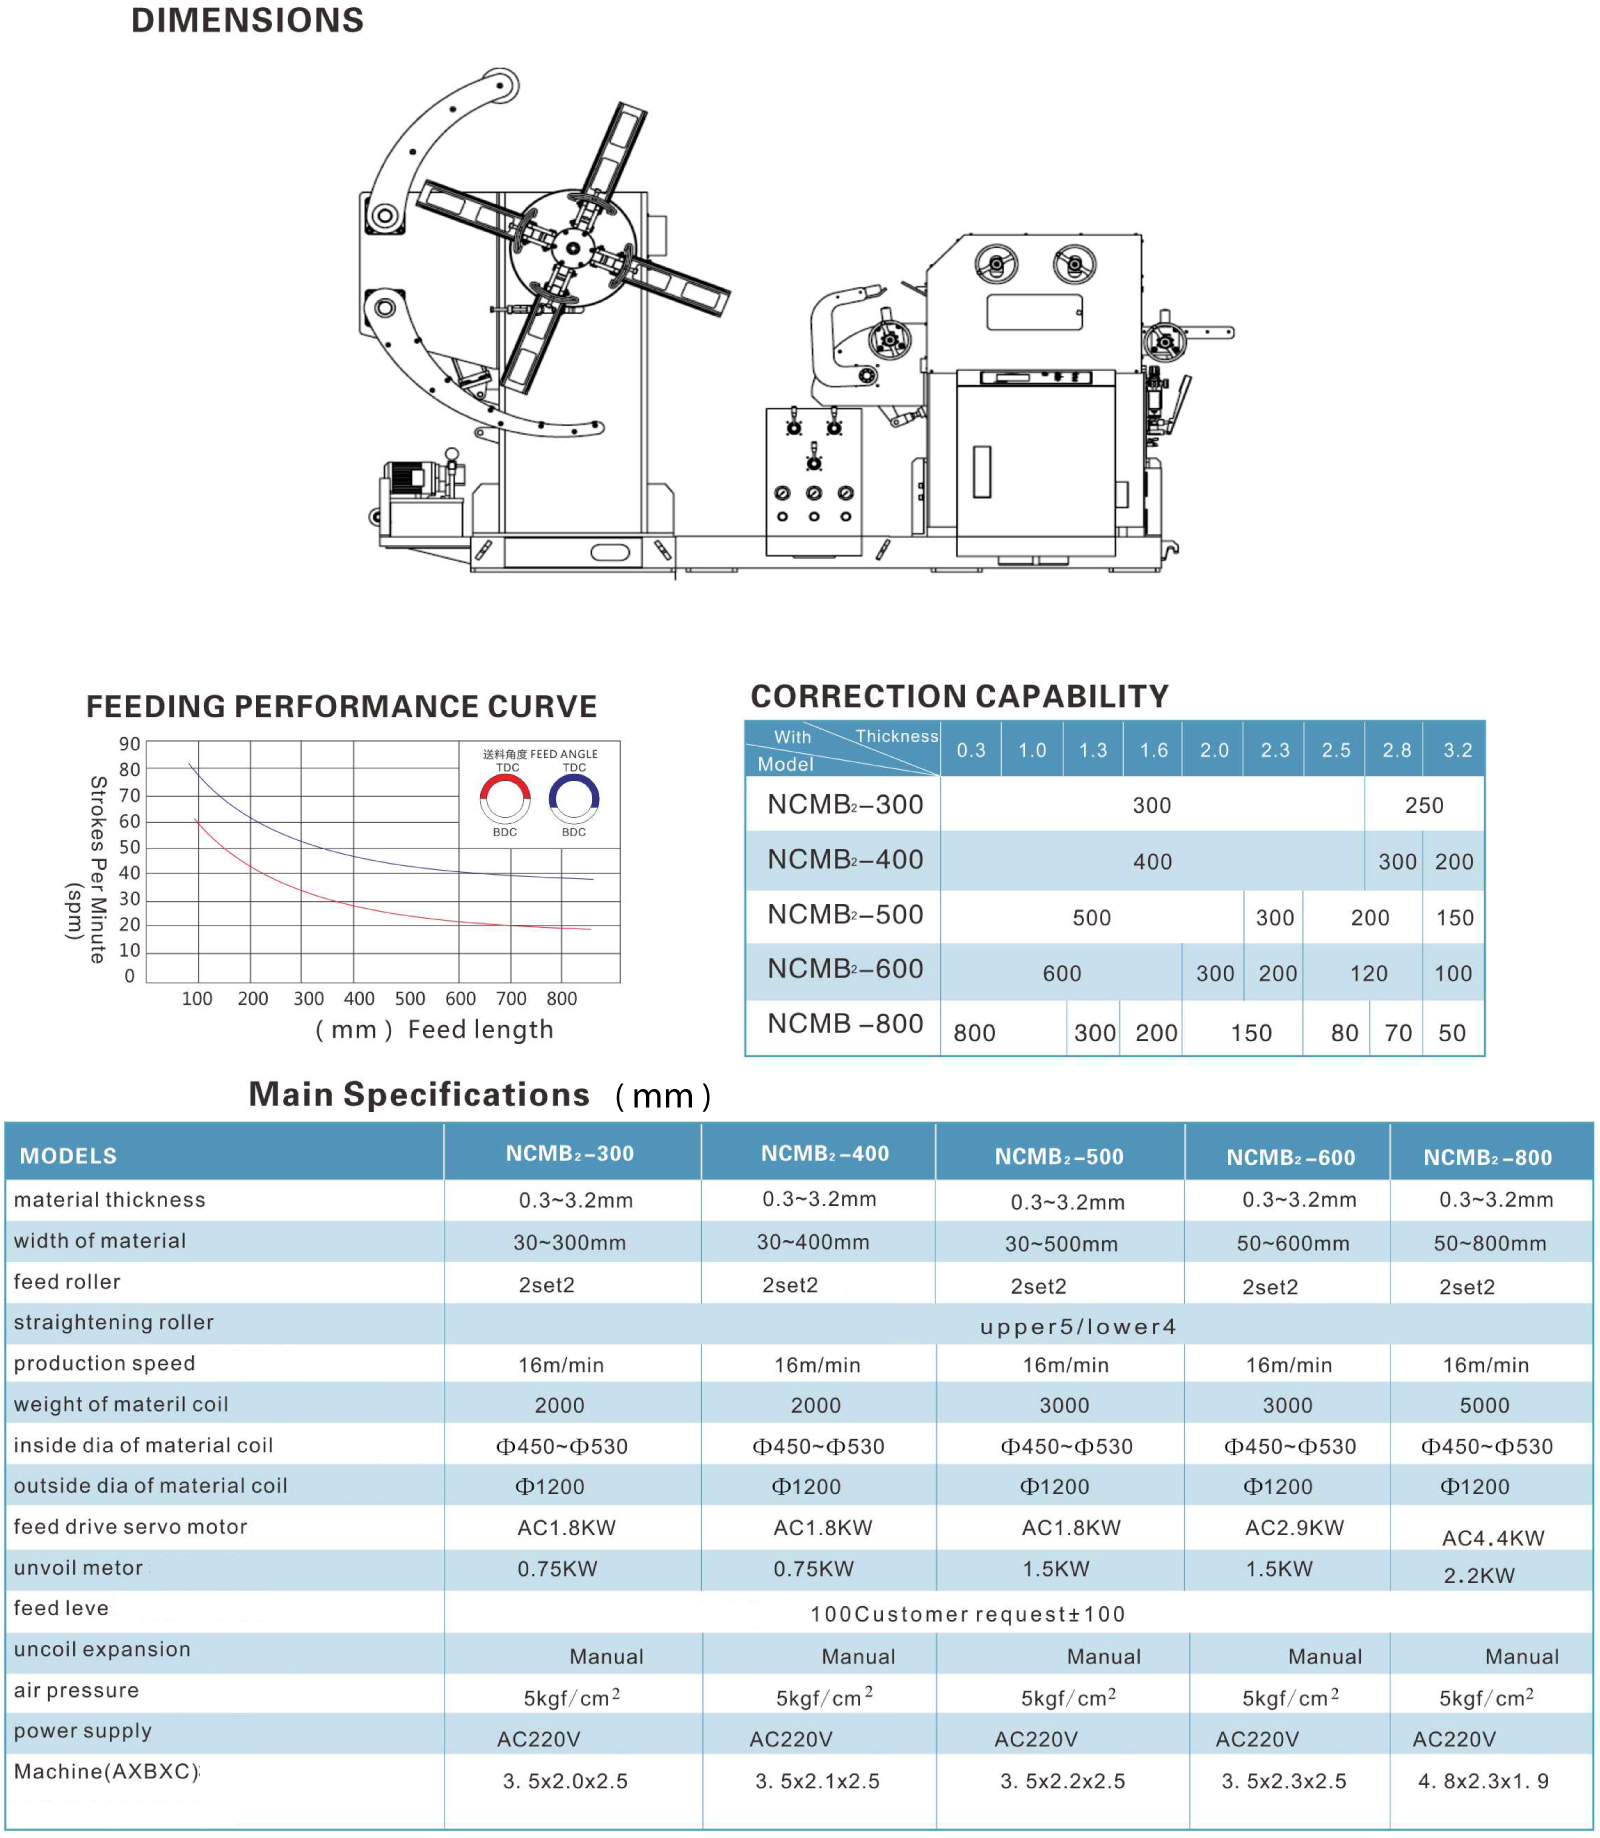 DIMENSIONS
FEEDING PERFORMANCE CURVE
90
80
70
60
50
40
30
20
10
0
Strokes Per Minute
(spm)
送料角度 FEED ANGLE
TDC TDC
BDC BDC
100 200 300 400 500 600 700 800
(mm) Feed length
CORRECTION CAPABILITY
With Thickness
Model
0.3 1.0 1.3 1.6 2.0 2.3 2.5 2.8 3.2
NCMB2-300 300 250
NCMB2-400 400 300 200
NCMB2-500 500 300 200 150
NCMB2-600 600 300 200 120 100
NCMB -800 800 300 200 150 80 70 50
Main Specifications (mm)
MODELS NCMB2-300 NCMB2-400 NCMB2-500 NCMB2-600 NCMB2-800
material thickness 0.3~3.2mm 0.3~3.2mm 0.3~3.2mm 0.3~3.2mm 0.3~3.2mm
width of material 30~300mm 30~400mm 30~500mm 50~600mm 50~800mm
feed roller 2set2 2set2 2set2 2set2 2set2
straightening roller upper5/lower4
production speed 16m/min 16m/min 16m/min 16m/min 16m/min
weight of materil coil 2000 2000 3000 3000 5000
inside dia of material coil Φ450~Φ530 Φ450~Φ530 Φ450~Φ530 Φ450~Φ530 Φ450~Φ530
outside dia of material coil Φ1200 Φ1200 Φ1200 Φ1200 Φ1200
feed drive servo motor AC1.8KW AC1.8KW AC1.8KW AC2.9KW AC4.4KW
unvoil metor 0.75KW 0.75KW 1.5KW 1.5KW 2.2KW
feed leve 100Customer request±100
uncoil expansion Manual Manual Manual Manual Manual
air pressure 5kgf/cm² 5kgf/cm² 5kgf/cm² 5kgf/cm² 5kgf/cm²
power supply AC220V AC220V AC220V AC220V AC220V
Machine(AXBXC): 3. 5x2.0x2.5 3. 5x2.1x2.5 3. 5x2.2x2.5 3. 5x2.3x2.5 4. 8x2.3x1. 9